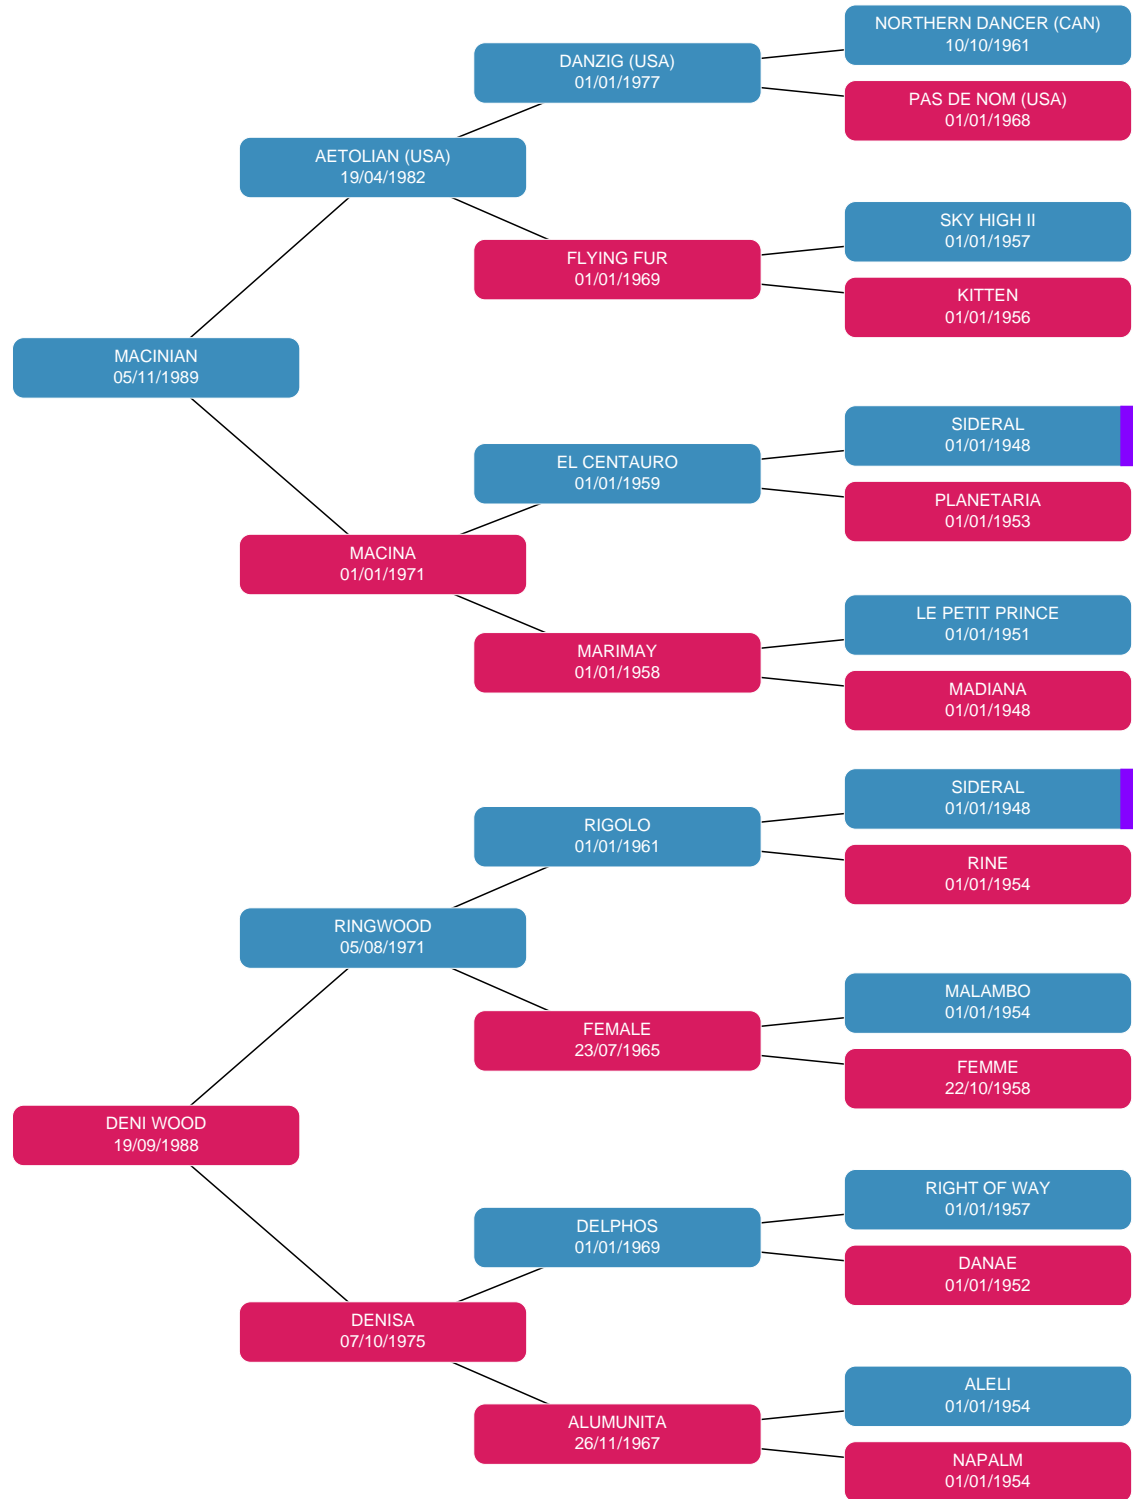 NORTHERN DANCER (CAN)
10/10/1961
DANZIG (USA)
01/01/1977
PAS DE NOM (USA)
01/01/1968
AETOLIAN (USA)
19/04/1982
SKY HIGH II
01/01/1957
FLYING FUR
01/01/1969
KITTEN
01/01/1956
MACINIAN
05/11/1989
SIDERAL
01/01/1948
EL CENTAURO
01/01/1959
PLANETARIA
01/01/1953
MACINA
01/01/1971
LE PETIT PRINCE
01/01/1951
MARIMAY
01/01/1958
MADIANA
01/01/1948
SIDERAL
01/01/1948
RIGOLO
01/01/1961
RINE
01/01/1954
RINGWOOD
05/08/1971
MALAMBO
01/01/1954
FEMALE
23/07/1965
FEMME
22/10/1958
DENI WOOD
19/09/1988
RIGHT OF WAY
01/01/1957
DELPHOS
01/01/1969
DANAE
01/01/1952
DENISA
07/10/1975
ALELI
01/01/1954
ALUMUNITA
26/11/1967
NAPALM
01/01/1954